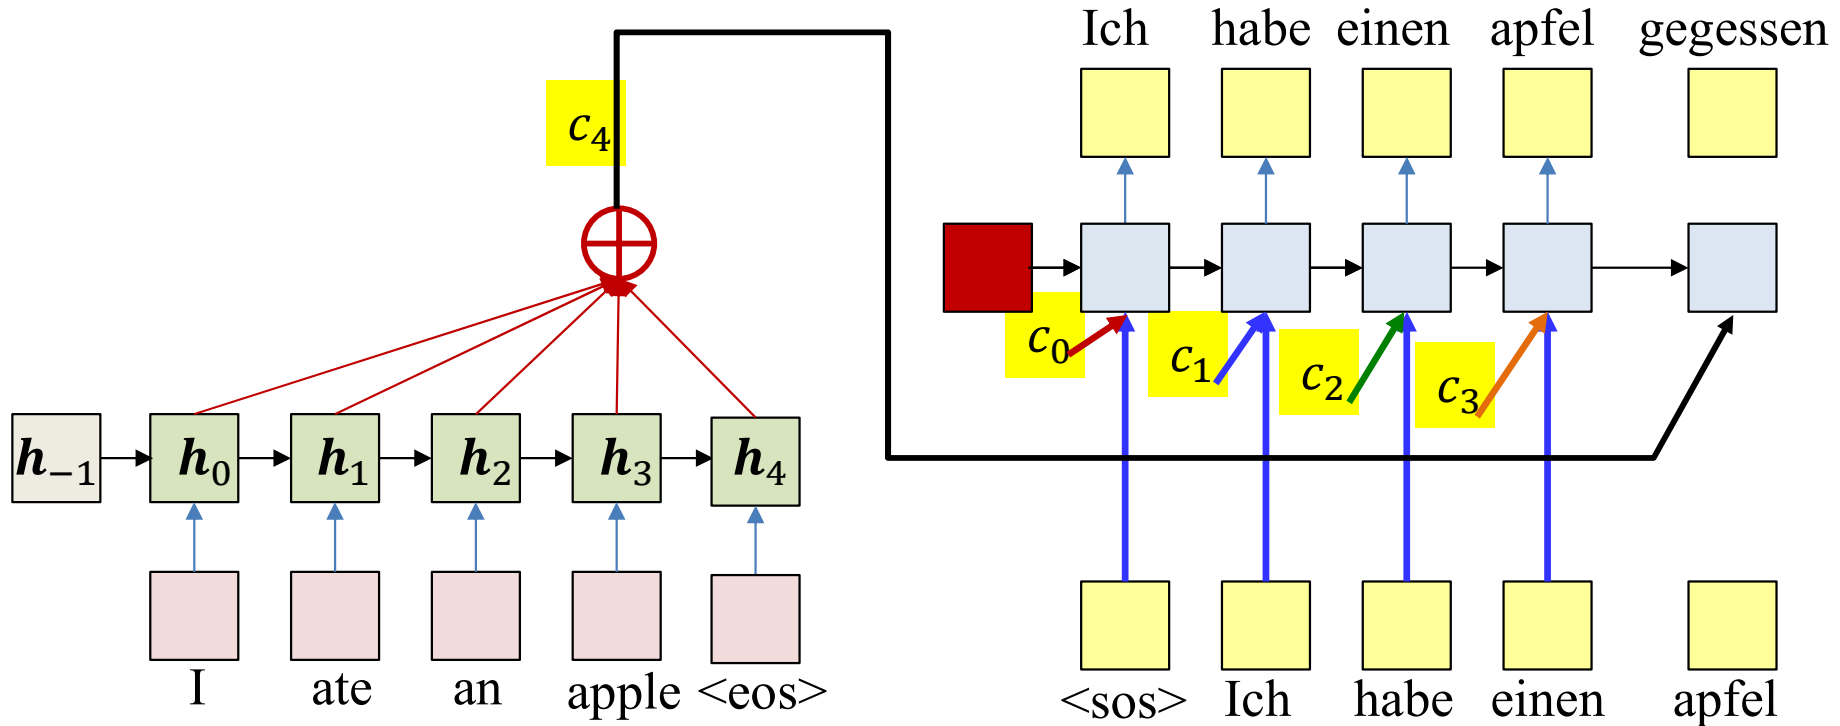 Ich habe einen apfel gegessen
c₄
c₀ c₁ c₂ c₃
h₋₁ h₀ h₁ h₂ h₃ h₄
I ate an apple <eos>
<sos> Ich habe einen apfel